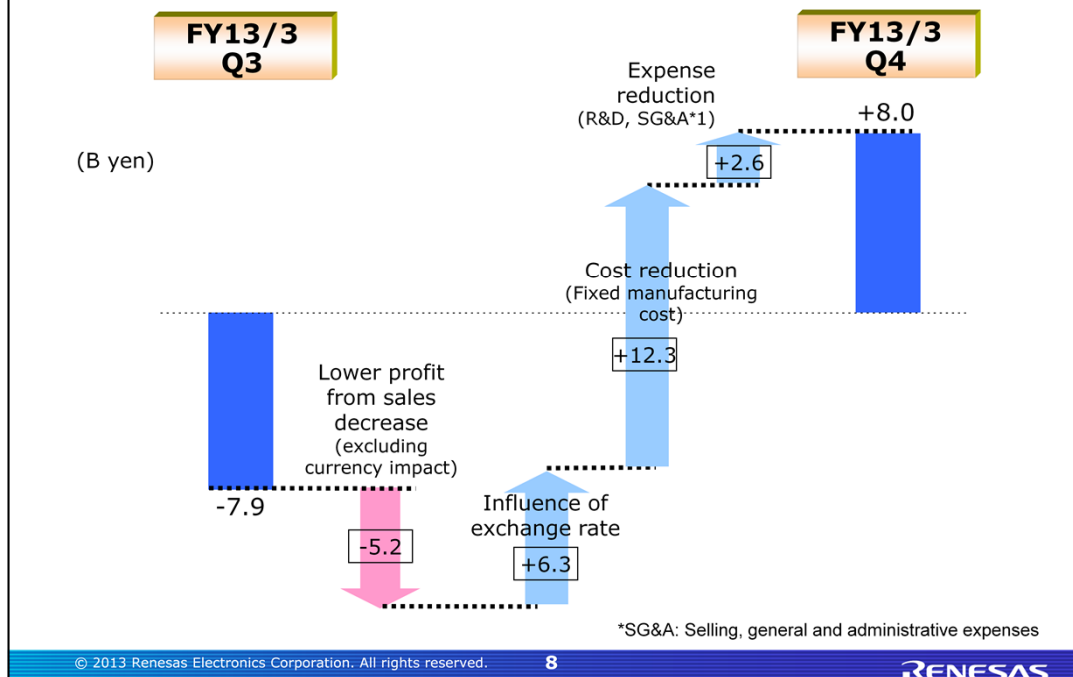 FY13/3
Q3
FY13/3
Q4
(B yen)
Expense
reduction
(R&D, SG&A*1)
+8.0
+2.6
Cost reduction
(Fixed manufacturing
cost)
+12.3
Lower profit
from sales
decrease
(excluding
currency impact)
-7.9
-5.2
Influence of
exchange rate
+6.3
*SG&A: Selling, general and administrative expenses
© 2013 Renesas Electronics Corporation. All rights reserved.
8
RENESAS